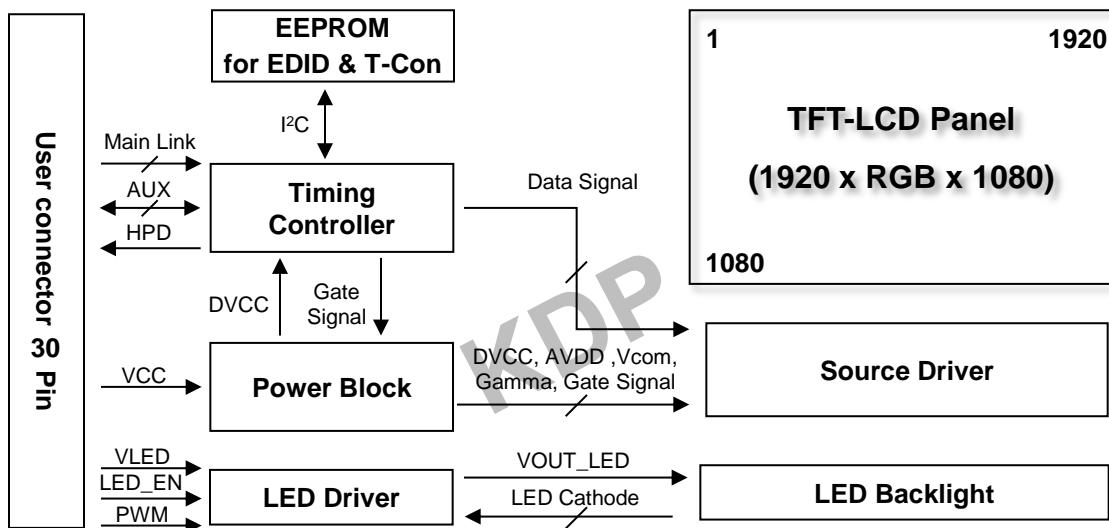 EEPROM
for EDID & T-Con
1
1920
TFT-LCD Panel
(1920 x RGB x 1080)
1080
User connector 30
Pin
I²C
Main Link
AUX
HPD
Timing
Controller
Data Signal
DVCC
Gate
Signal
KDP
VCC
Power Block
DVCC, AVDD ,Vcom,
Gamma, Gate Signal
Source Driver
VLED
LED_EN
PWM
LED Driver
VOUT_LED
LED Cathode
LED Backlight